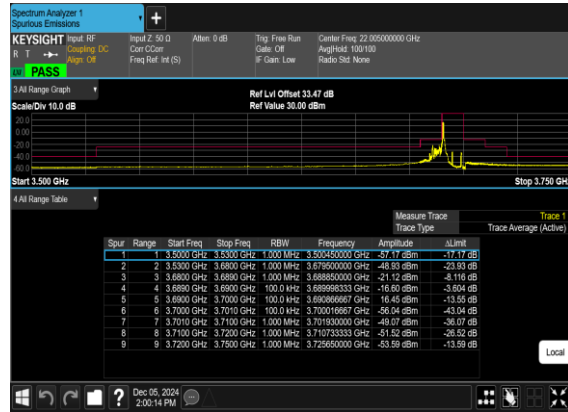 Spectrum Analyzer 1
Spurious Emissions
+
KEYSIGHT Input: RF Input Z: 50 Ω Atten: 0 dB Trig: Free Run Center Freq: 22.005000000 GHz
R T Coupling: DC Corr CCorr Gate: Off Avg|Hold: 100/100
Align: Off Freq Ref: Int (S) IF Gain: Low Radio Std: None
PASS
3 All Range Graph
Ref Lvl Offset 33.47 dB
Scale/Div 10.0 dB Ref Value 30.00 dBm
20.0
0.00
-20.0
-40.0
-60.0
Start 3.500 GHz Stop 3.750 GHz
4 All Range Table
Measure Trace Trace 1
Trace Type Trace Average (Active)
Spur Range Start Freq Stop Freq RBW Frequency Amplitude ΔLimit
1 1 3.5000 GHz 3.5300 GHz 1.000 MHz 3.500450000 GHz -57.17 dBm -17.17 dB
2 2 3.5300 GHz 3.6800 GHz 1.000 MHz 3.679500000 GHz -48.93 dBm -23.93 dB
3 3 3.6800 GHz 3.6890 GHz 1.000 MHz 3.688850000 GHz -21.12 dBm -8.116 dB
4 4 3.6890 GHz 3.6900 GHz 100.0 kHz 3.689998333 GHz -16.60 dBm -3.604 dB
5 5 3.6900 GHz 3.7000 GHz 100.0 kHz 3.690866667 GHz 16.45 dBm -13.55 dB
6 6 3.7000 GHz 3.7010 GHz 100.0 kHz 3.700016667 GHz -56.04 dBm -43.04 dB
7 7 3.7010 GHz 3.7100 GHz 1.000 MHz 3.701930000 GHz -49.07 dBm -36.07 dB
8 8 3.7100 GHz 3.7200 GHz 1.000 MHz 3.710733333 GHz -51.52 dBm -26.52 dB
9 9 3.7200 GHz 3.7500 GHz 1.000 MHz 3.725650000 GHz -53.59 dBm -13.59 dB
Local
? Dec 05, 2024
2:00:14 PM